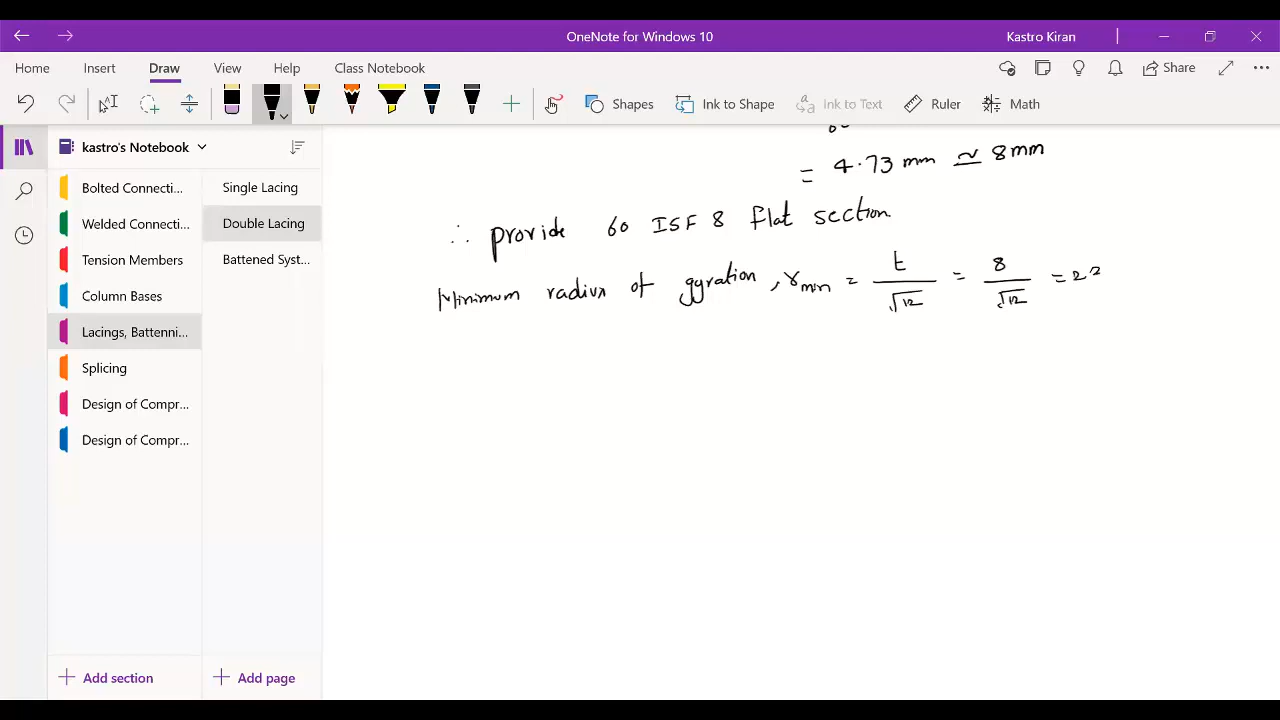 OneNote for Windows 10
Kastro Kiran
Home Insert Draw View Help Class Notebook Share
Shapes Ink to Shape Ink to Text Ruler Math
kastro's Notebook
Bolted Connecti...
Welded Connecti...
Tension Members
Column Bases
Lacings, Battenni...
Splicing
Design of Compr...
Design of Compr...
Add section
Single Lacing
Double Lacing
Battened Syst...
Add page
= 4.73 mm ≃ 8mm
∴ provide 60 ISF 8 flat section
Minimum radius of gyration, rmin = t/√12 = 8/√12 = 2